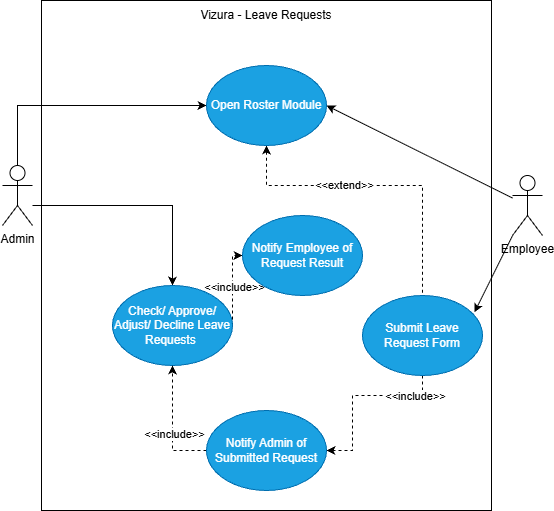 Vizura - Leave Requests
Open Roster Module
<<extend>>
Admin
Employee
Notify Employee of
Request Result
<<include>>
Check/ Approve/
Adjust/ Decline Leave
Requests
Submit Leave
Request Form
<<include>>
<<include>>
Notify Admin of
Submitted Request